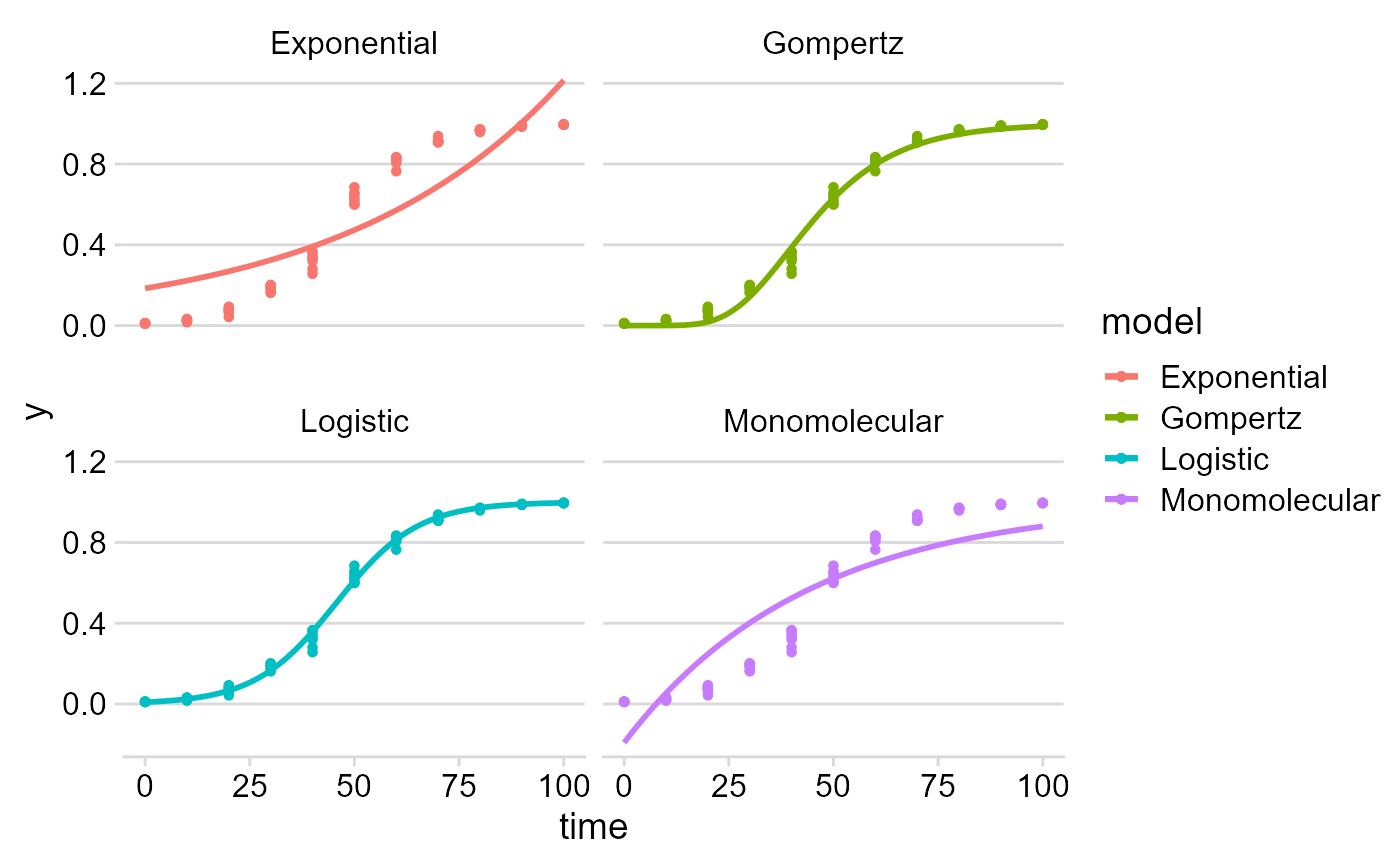 Exponential Gompertz
1.2
0.8
0.4
0.0
y
Logistic Monomolecular
1.2
0.8
0.4
0.0
0 25 50 75 100 0 25 50 75 100
time
model
Exponential
Gompertz
Logistic
Monomolecular